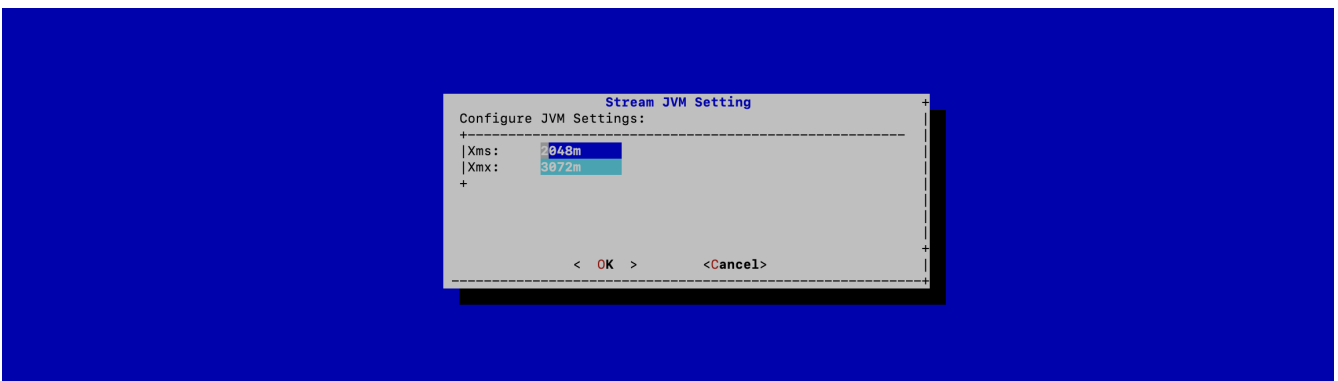 Stream JVM Setting
Configure JVM Settings:
|Xms: 2048m
|Xmx: 3072m
< OK > <Cancel>